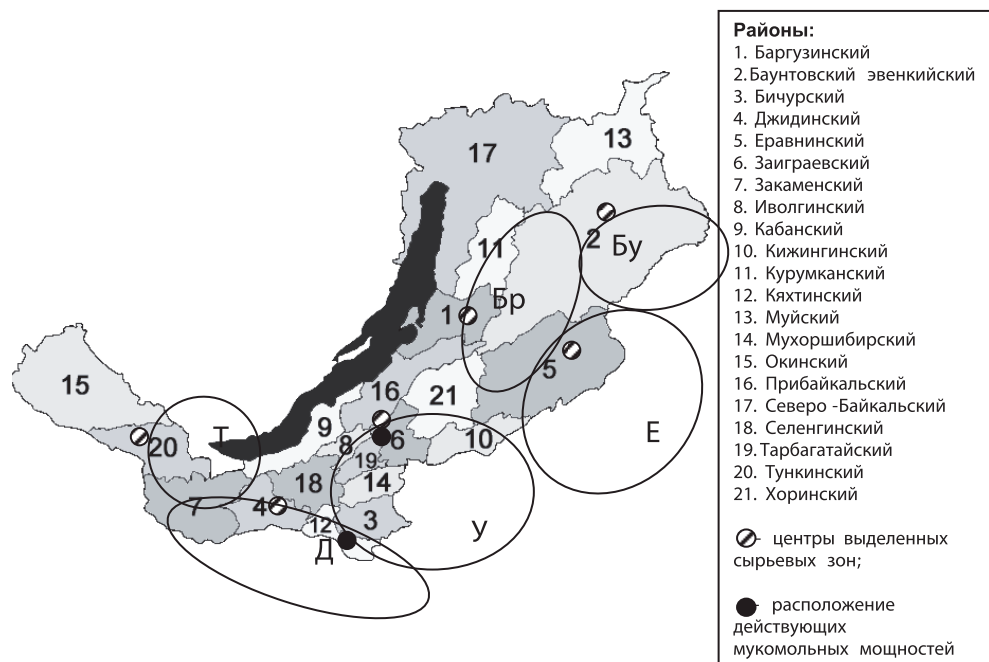 13
17
2 Бу
11
Бр
1
5
15
16
21
9
Т
20
8
6
10
Е
19
18
14
7
4
3
У
12
Д
Районы:
1. Баргузинский
2.Баунтовский эвенкийский
3. Бичурский
4. Джидинский
5. Еравнинский
6. Заиграевский
7. Закаменский
8. Иволгинский
9. Кабанский
10. Кижингинский
11. Курумканский
12. Кяхтинский
13. Муйский
14. Мухоршибирский
15. Окинский
16. Прибайкальский
17. Северо -Байкальский
18. Селенгинский
19.Тарбагатайский
20. Тункинский
21. Хоринский
- центры выделенных
сырьевых зон;
- расположение
действующих
мукомольных мощностей